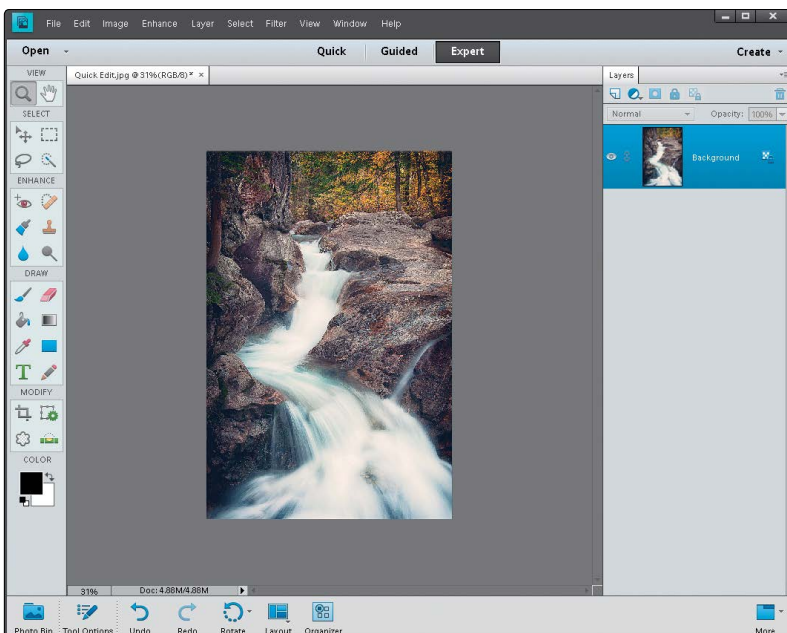 File Edit Image Enhance Layer Select Filter View Window Help
Open Quick Guided Expert Create
VIEW
Quick Edit.jpg @ 31%(RGB/8)* ×
Layers
SELECT
Normal Opacity: 100%
Background
ENHANCE
DRAW
T
MODIFY
COLOR
31% Doc: 4.88M/4.88M
Photo Bin Tool Options Undo Redo Rotate Layout Organizer More